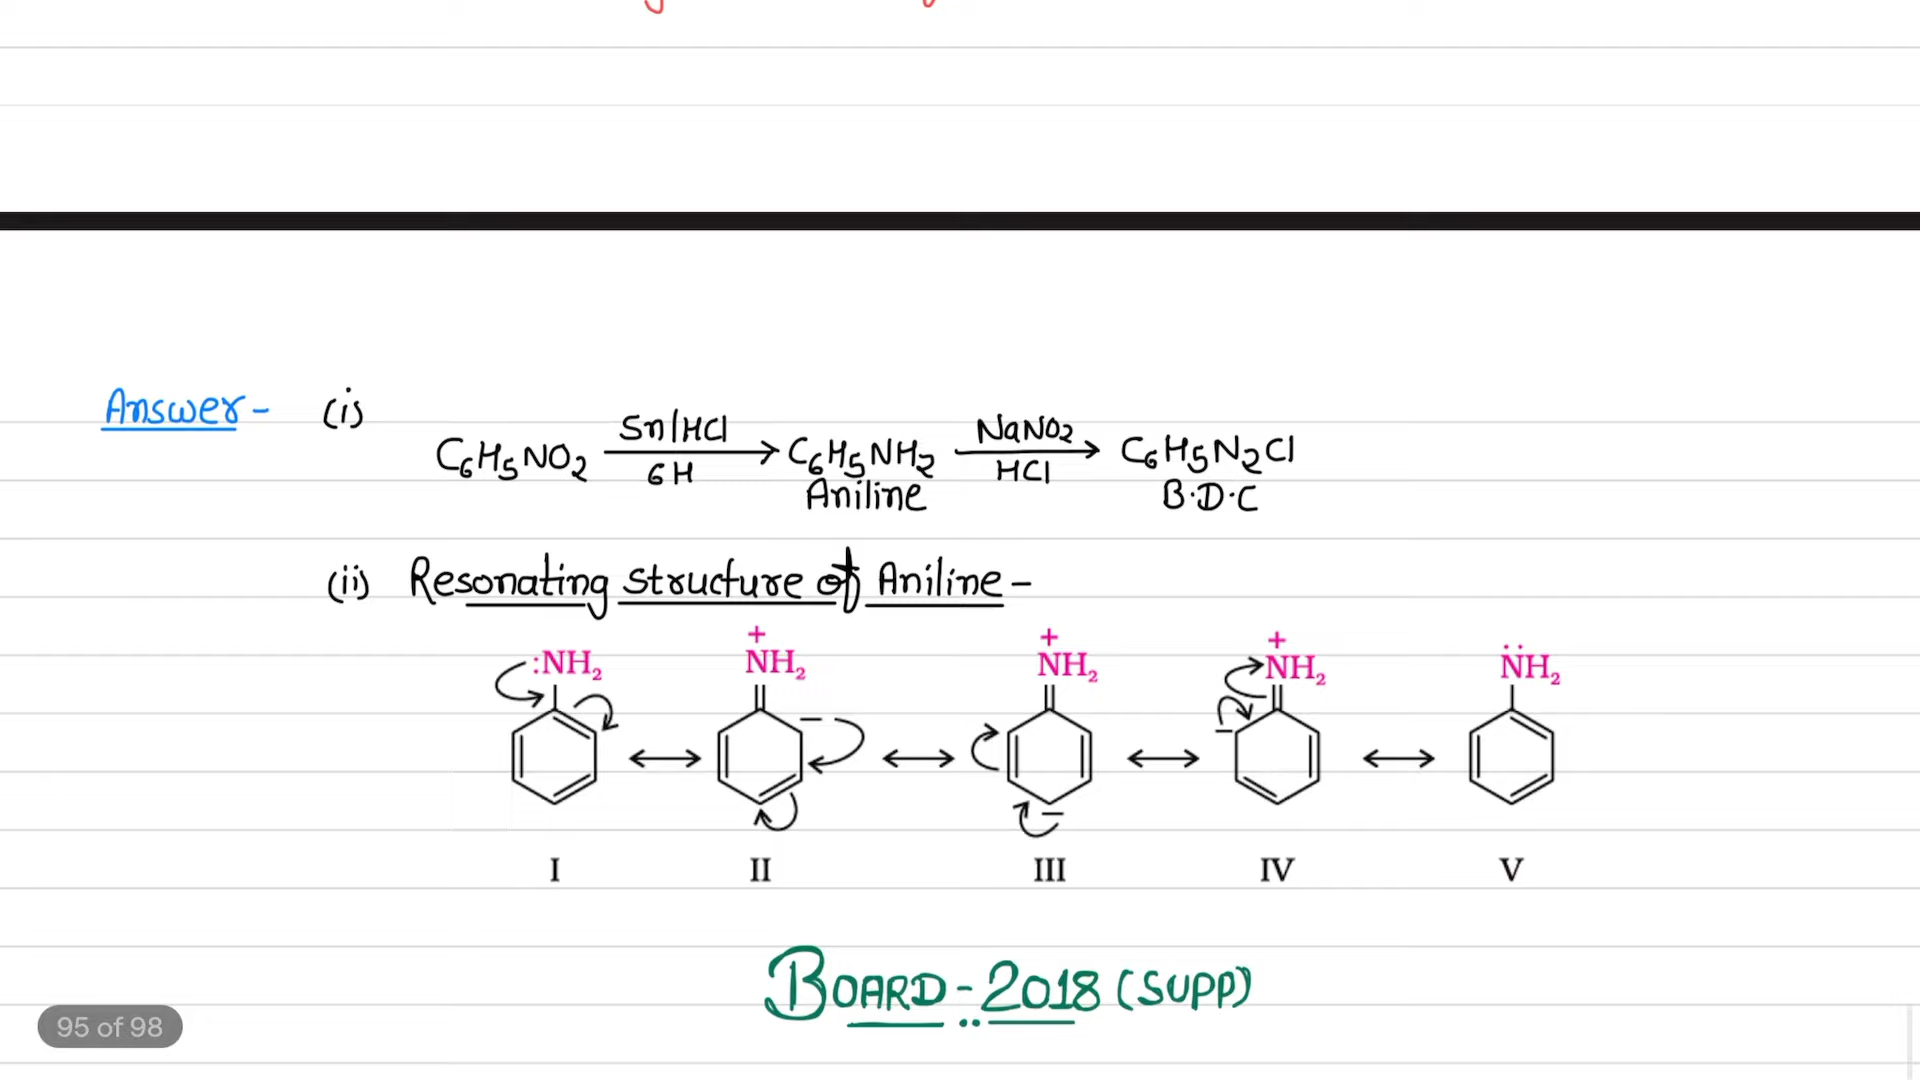 Answer - (i)
C6H5NO2 Sn/HCl 6H → C6H5NH2 NaNO2 HCl → C6H5N2Cl
Aniline B.D.C
(ii) Resonating structure of Aniline -
:NH2 +NH2 +NH2 +NH2 N̈H2
I II III IV V
BOARD - 2018 (SUPP)
95 of 98